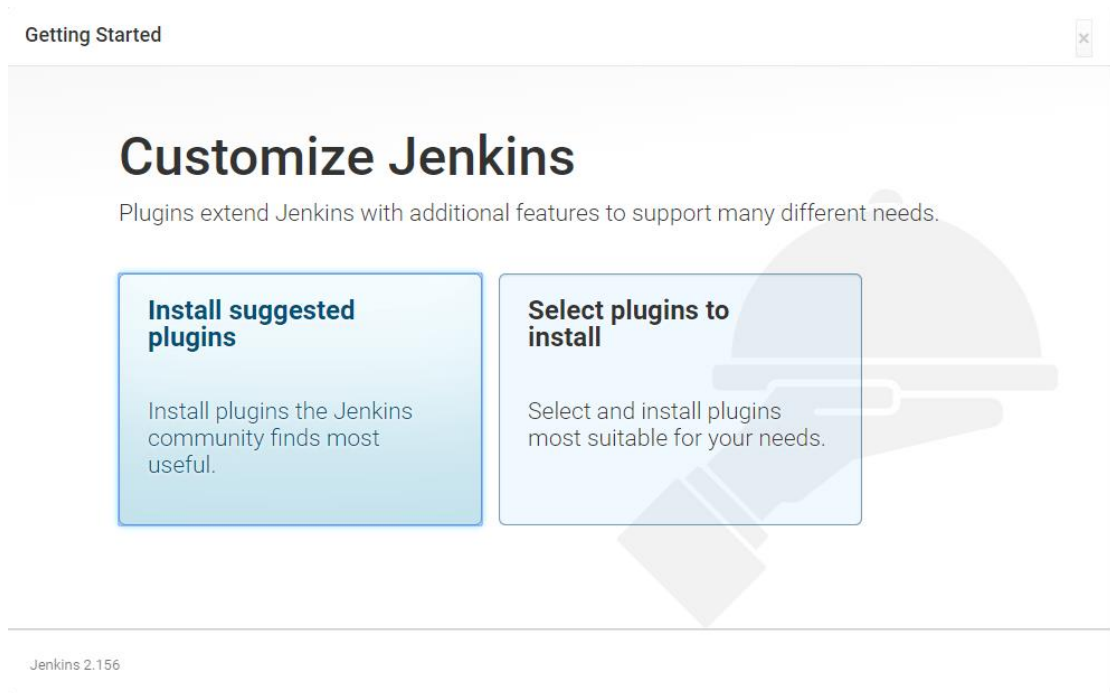 Getting Started
×
Customize Jenkins
Plugins extend Jenkins with additional features to support many different needs.
Install suggested
plugins
Install plugins the Jenkins
community finds most
useful.
Select plugins to
install
Select and install plugins
most suitable for your needs.
Jenkins 2.156